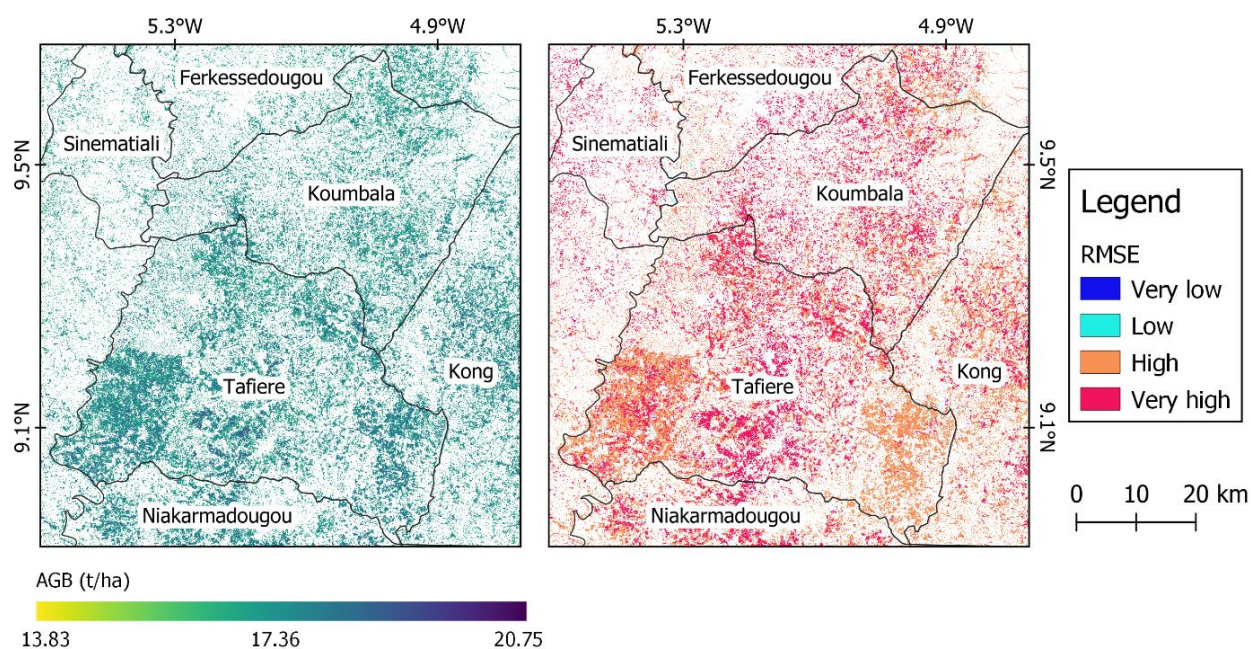 5.3°W 4.9°W 5.3°W 4.9°W
Ferkessedougou Ferkessedougou
Sinematiali Sinematiali
9.5°N 9.5°N
Koumbala Koumbala
Legend
RMSE
Very low
Low
High
Very high
Kong Kong
Tafiere Tafiere
9.1°N 9.1°N
0 10 20 km
Niakarmadougou Niakarmadougou
AGB (t/ha)
13.83 17.36 20.75